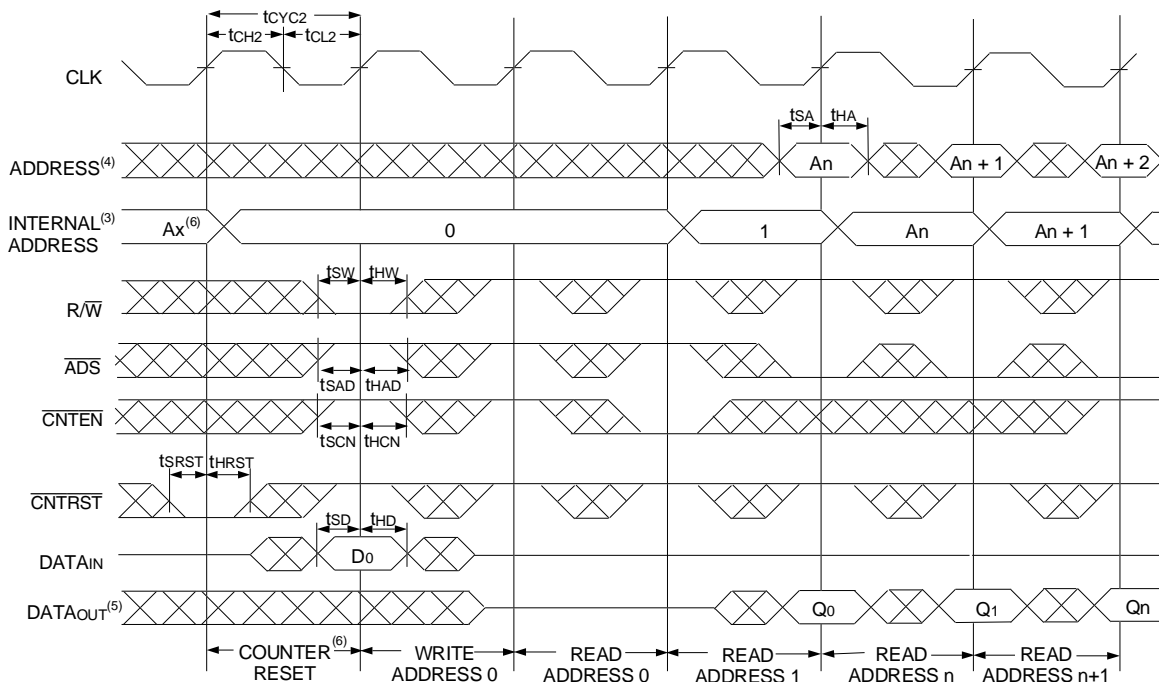 tCYC2
tCH2 tCL2
CLK
tSA tHA
ADDRESS(4) An An + 1 An + 2
INTERNAL(3) ADDRESS Ax(6) 0 1 An An + 1
tSW tHW
R/W̅
A̅D̅S̅
tSAD tHAD
C̅N̅T̅E̅N̅
tSCN tHCN
tSRST tHRST
C̅N̅T̅R̅S̅T̅
tSD tHD
DATAIN D0
DATAOUT(5) Q0 Q1 Qn
COUNTER(6) RESET
WRITE ADDRESS 0
READ ADDRESS 0
READ ADDRESS 1
READ ADDRESS n
READ ADDRESS n+1